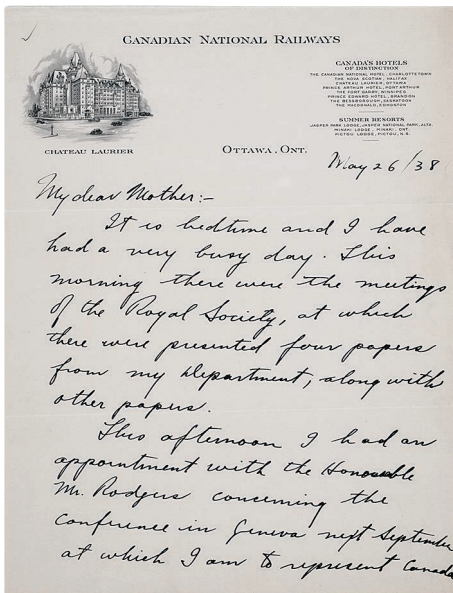 CANADIAN NATIONAL RAILWAYS
CANADA'S HOTELS
OF DISTINCTION
THE CANADIAN NATIONAL HOTEL, CHARLOTTETOWN
THE NOVA SCOTIAN, HALIFAX
CHATEAU LAURIER, OTTAWA
PRINCE ARTHUR HOTEL, PORT ARTHUR
THE FORT GARRY, WINNIPEG
PRINCE EDWARD HOTEL, BRANDON
THE BESSBOROUGH, SASKATOON
THE MACDONALD, EDMONTON
SUMMER RESORTS
JASPER PARK LODGE, JASPER NATIONAL PARK, ALTA.
MINAKI LODGE, MINAKI, ONT.
PICTOU LODGE, PICTOU, N.S.
CHATEAU LAURIER
OTTAWA, ONT.
May 26/38
My dear Mother:-
It is bedtime and I have
had a very busy day. This
morning there were the meetings
of the Royal Society, at which
there were presented four papers
from my Department, along with
other papers.
This afternoon I had an
appointment with the Honorable
Mr. Rodgers concerning the
Conference in Geneva next September
at which I am to represent Canada